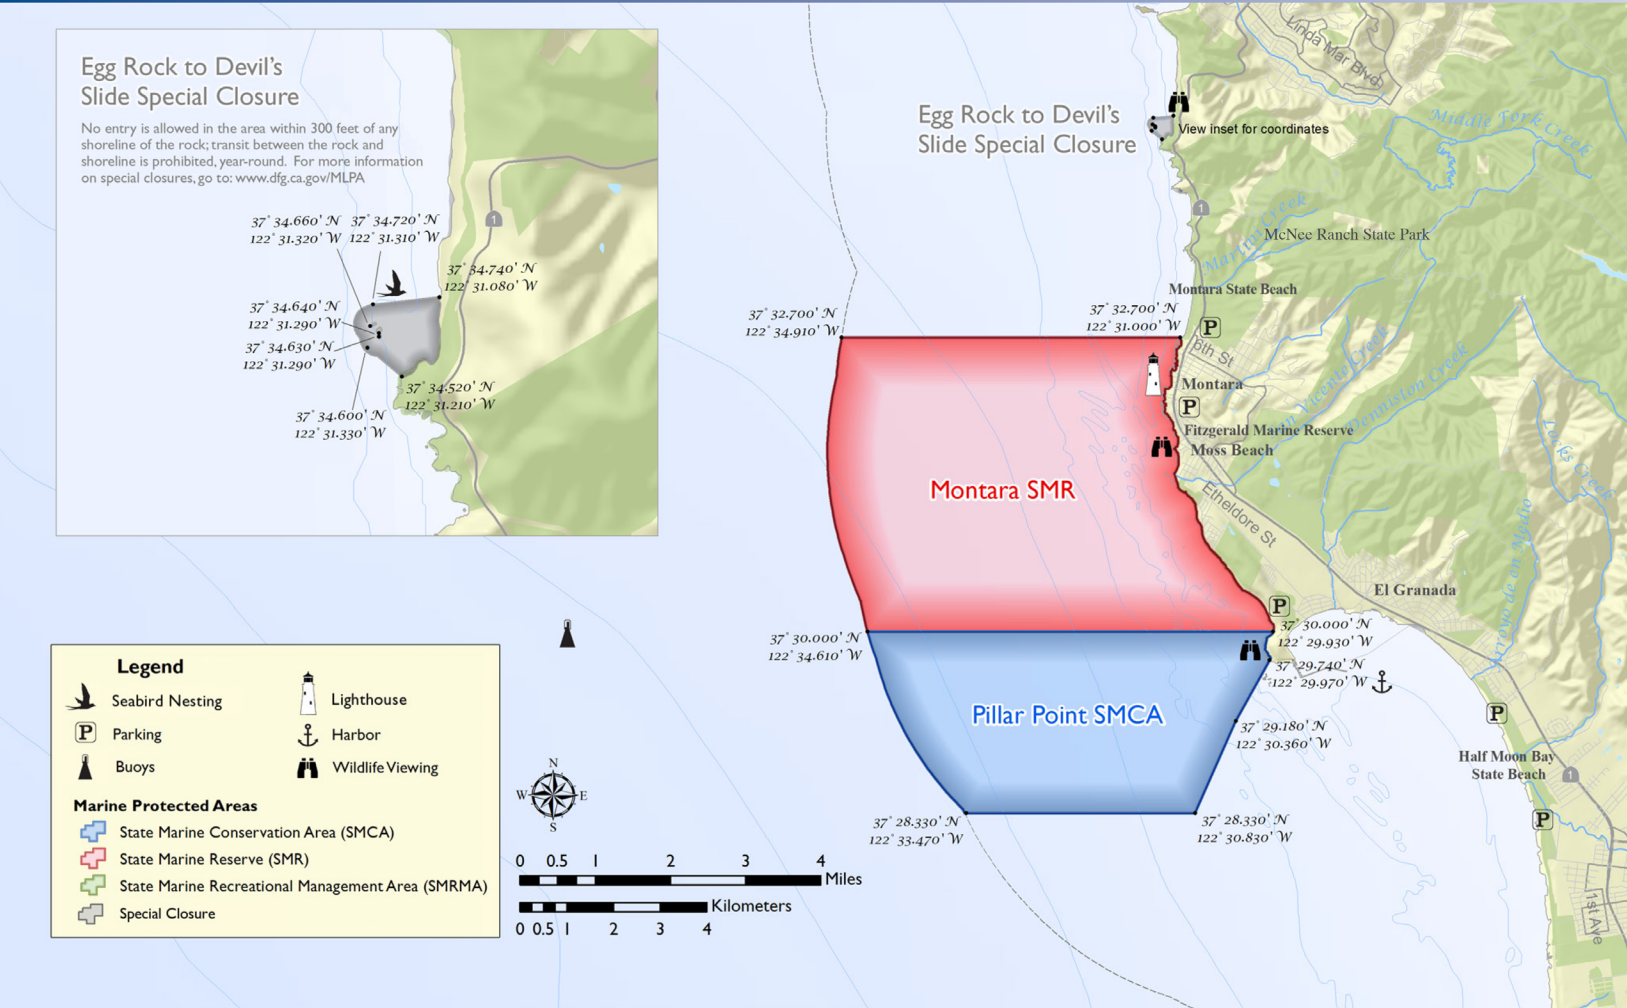 Egg Rock to Devil's
Slide Special Closure
No entry is allowed in the area within 300 feet of any
shoreline of the rock; transit between the rock and
shoreline is prohibited, year-round. For more information
on special closures, go to: www.dfg.ca.gov/MLPA
37° 34.660' N
122° 31.320' W
37° 34.720' N
122° 31.310' W
37° 34.740' N
122° 31.080' W
37° 34.640' N
122° 31.290' W
37° 34.630' N
122° 31.290' W
37° 34.520' N
122° 31.210' W
37° 34.600' N
122° 31.330' W
1
Egg Rock to Devil's
Slide Special Closure
View inset for coordinates
Linda Mar Blvd
Middle Fork Creek
1
Martini Creek
McNee Ranch State Park
Montara State Beach
37° 32.700' N
122° 34.910' W
37° 32.700' N
122° 31.000' W
P
6th St
Montara
P
Fitzgerald Marine Reserve
Moss Beach
Vicente Creek
Denniston Creek
Locks Creek
Montara SMR
Etheldore St
El Granada
Arroyo de en Medio
P
37° 30.000' N
122° 34.610' W
37° 30.000' N
122° 29.930' W
37° 29.740' N
122° 29.970' W
Pillar Point SMCA
37° 29.180' N
122° 30.360' W
P
Half Moon Bay
State Beach
1
P
37° 28.330' N
122° 33.470' W
37° 28.330' N
122° 30.830' W
1st Ave
Legend
Seabird Nesting
Lighthouse
P Parking
Harbor
Buoys
Wildlife Viewing
Marine Protected Areas
State Marine Conservation Area (SMCA)
State Marine Reserve (SMR)
State Marine Recreational Management Area (SMRMA)
Special Closure
N
W E
S
0 0.5 1 2 3 4
Miles
Kilometers
0 0.5 1 2 3 4